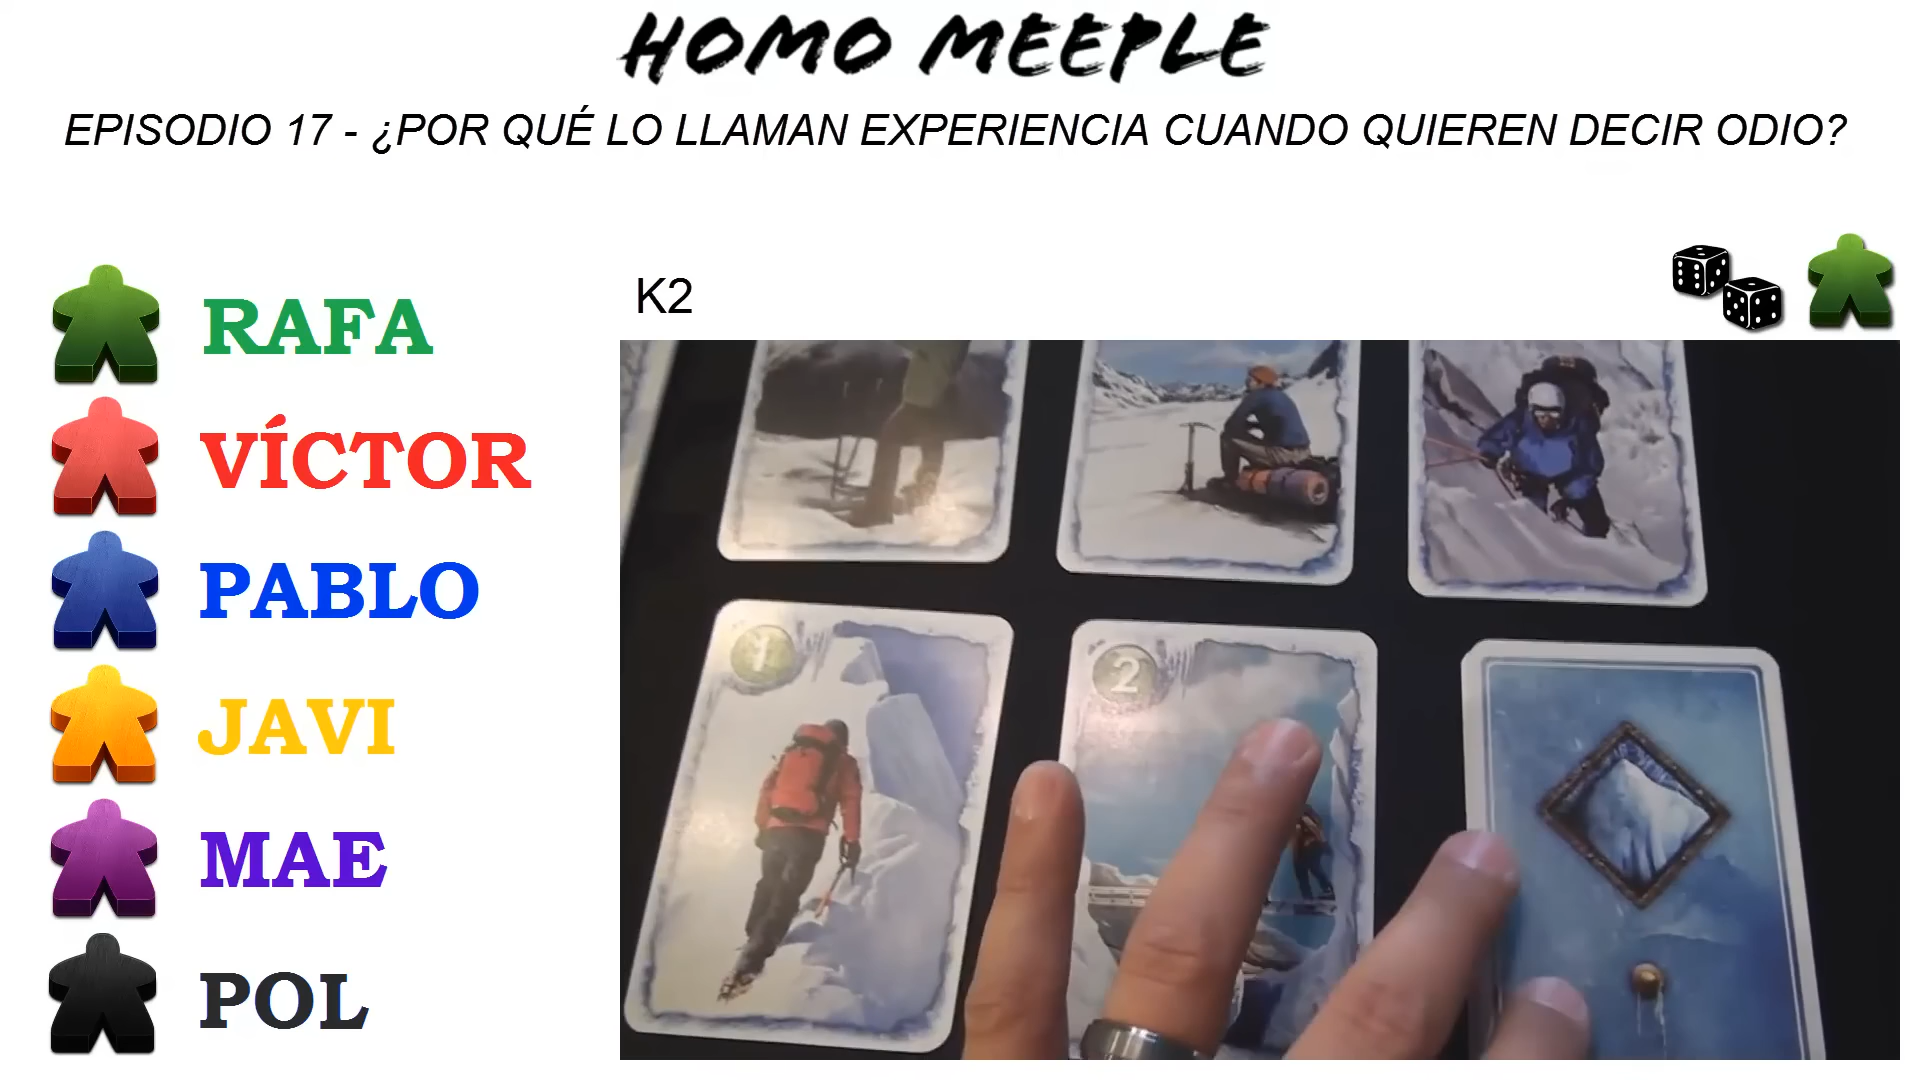 HOMO MEEPLE
EPISODIO 17 - ¿POR QUÉ LO LLAMAN EXPERIENCIA CUANDO QUIEREN DECIR ODIO?
K2
RAFA
VÍCTOR
PABLO
JAVI
MAE
POL
1
2